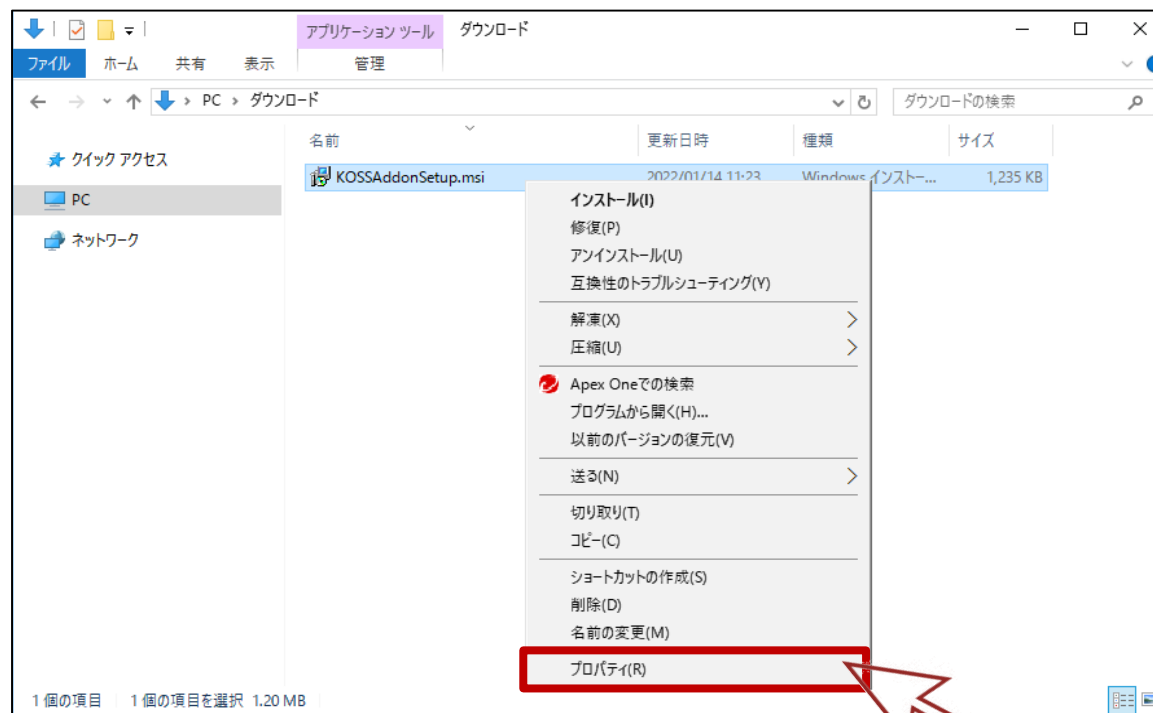 アプリケーション ツール ダウンロード
ファイル ホーム 共有 表示 管理
PC ダウンロード ダウンロードの検索
名前 更新日時 種類 サイズ
クイック アクセス
KOSSAddonSetup.msi 2022/01/14 11:23 Windows インストー... 1,235 KB
PC
ネットワーク
インストール(I)
修復(P)
アンインストール(U)
互換性のトラブルシューティング(Y)
解凍(X)
圧縮(U)
Apex Oneでの検索
プログラムから開く(H)...
以前のバージョンの復元(V)
送る(N)
切り取り(T)
コピー(C)
ショートカットの作成(S)
削除(D)
名前の変更(M)
プロパティ(R)
1 個の項目 1 個の項目を選択 1.20 MB